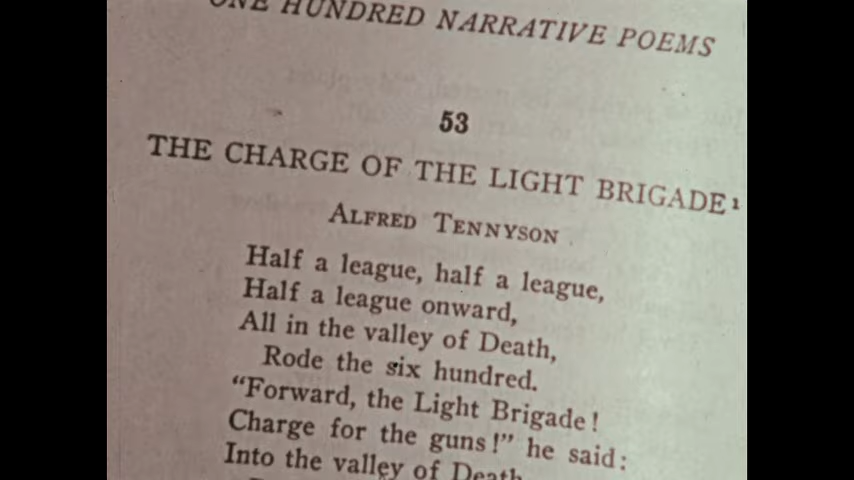 ONE HUNDRED NARRATIVE POEMS
53
THE CHARGE OF THE LIGHT BRIGADE¹
ALFRED TENNYSON
Half a league, half a league,
Half a league onward,
All in the valley of Death,
Rode the six hundred.
“Forward, the Light Brigade!
Charge for the guns!” he said:
Into the valley of Death